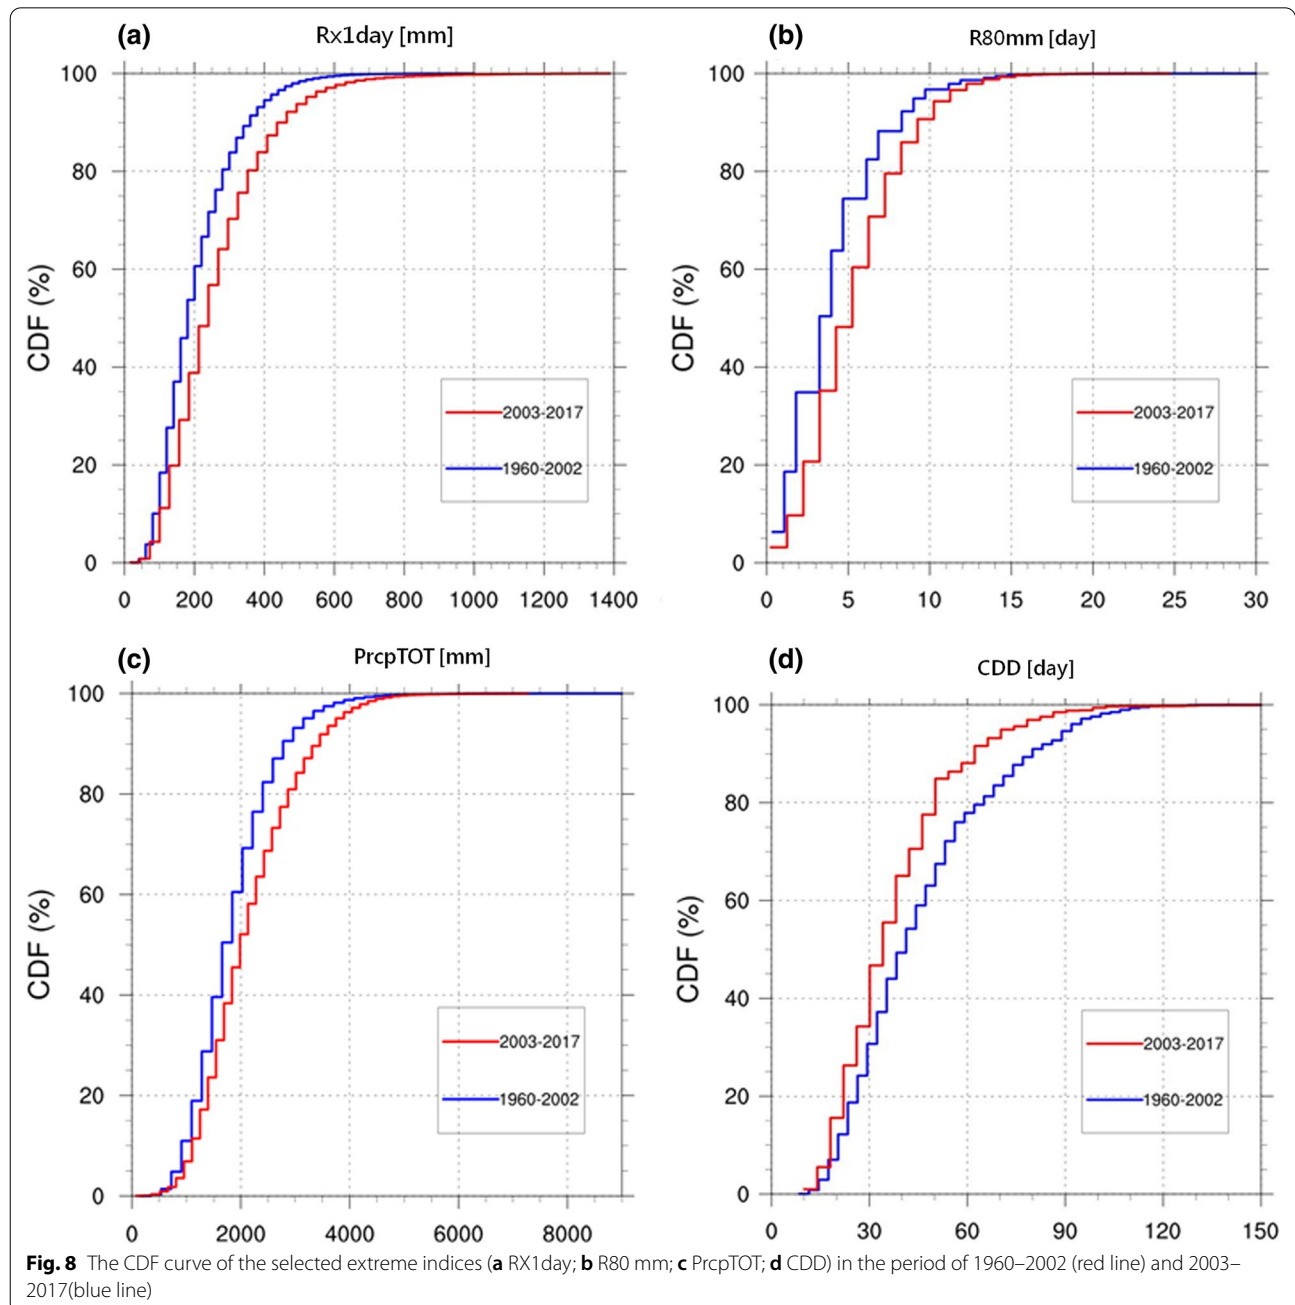 (a)
Rx1day [mm]
100
80
60
40
20
0
CDF (%)
2003-2017
1960-2002
0 200 400 600 800 1000 1200 1400
(b)
R80mm [day]
100
80
60
40
20
0
CDF (%)
2003-2017
1960-2002
0 5 10 15 20 25 30
(c)
PrcpTOT [mm]
100
80
60
40
20
0
CDF (%)
2003-2017
1960-2002
0 2000 4000 6000 8000
(d)
CDD [day]
100
80
60
40
20
0
CDF (%)
2003-2017
1960-2002
0 30 60 90 120 150
Fig. 8 The CDF curve of the selected extreme indices (a RX1day; b R80 mm; c PrcpTOT; d CDD) in the period of 1960–2002 (red line) and 2003–
2017(blue line)